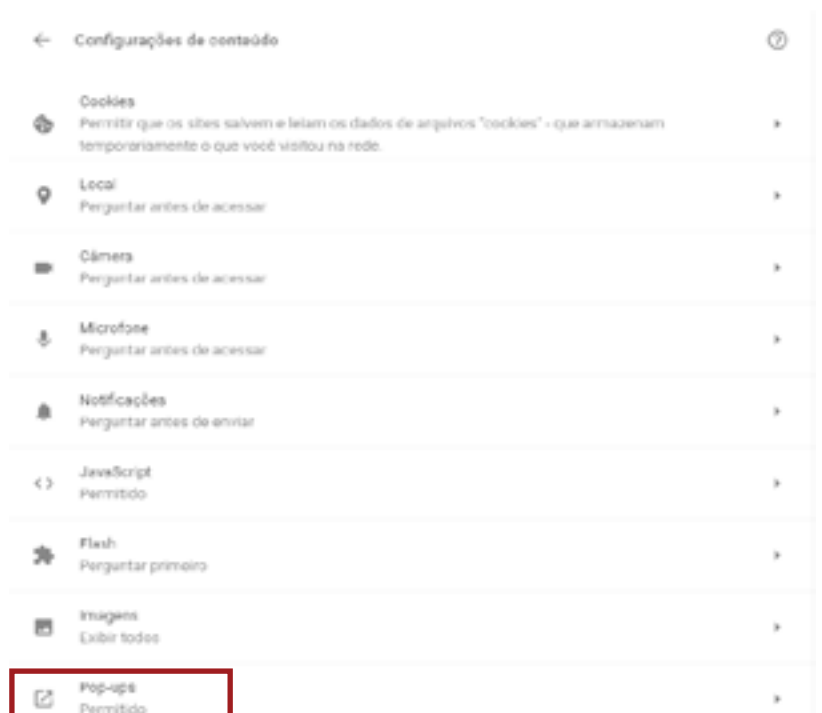 Configurações de conteúdo
Cookies
Permitir que os sites salvem e leiam os dados de arquivos "cookies" - que armazenam
temporariamente o que você visitou na rede.
Local
Perguntar antes de acessar
Câmera
Perguntar antes de acessar
Microfone
Perguntar antes de acessar
Notificações
Perguntar antes de enviar
JavaScript
Permitido
Flash
Perguntar primeiro
Imagens
Exibir todos
Pop-ups
Permitido